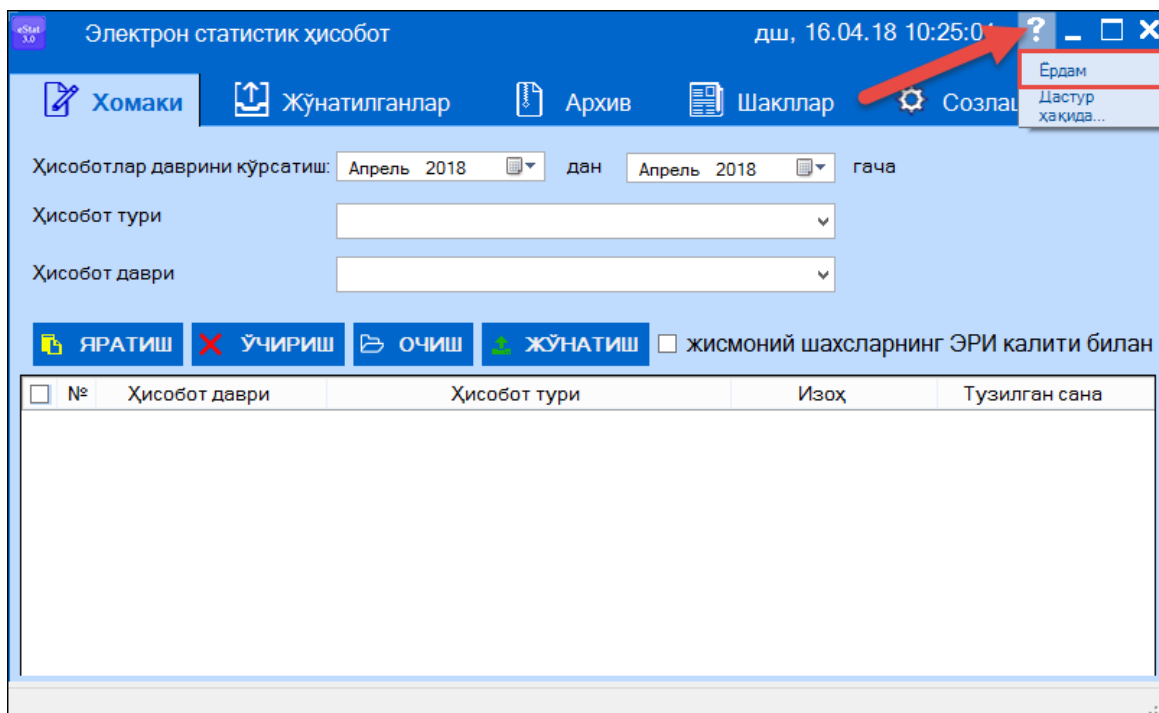 eStat 3.0
Электрон статистик ҳисобот
дш, 16.04.18 10:25:0
?
Ёрдам
Дастур
ҳақида...
Хомаки
Жўнатилганлар
Архив
Шакллар
Созла
Ҳисоботлар даврини кўрсатиш: Апрель 2018 дан Апрель 2018 гача
Ҳисобот тури
Ҳисобот даври
ЯРАТИШ ЎЧИРИШ ОЧИШ ЖЎНАТИШ жисмоний шахсларнинг ЭРИ калити билан
№ Ҳисобот даври Ҳисобот тури Изоҳ Тузилган сана